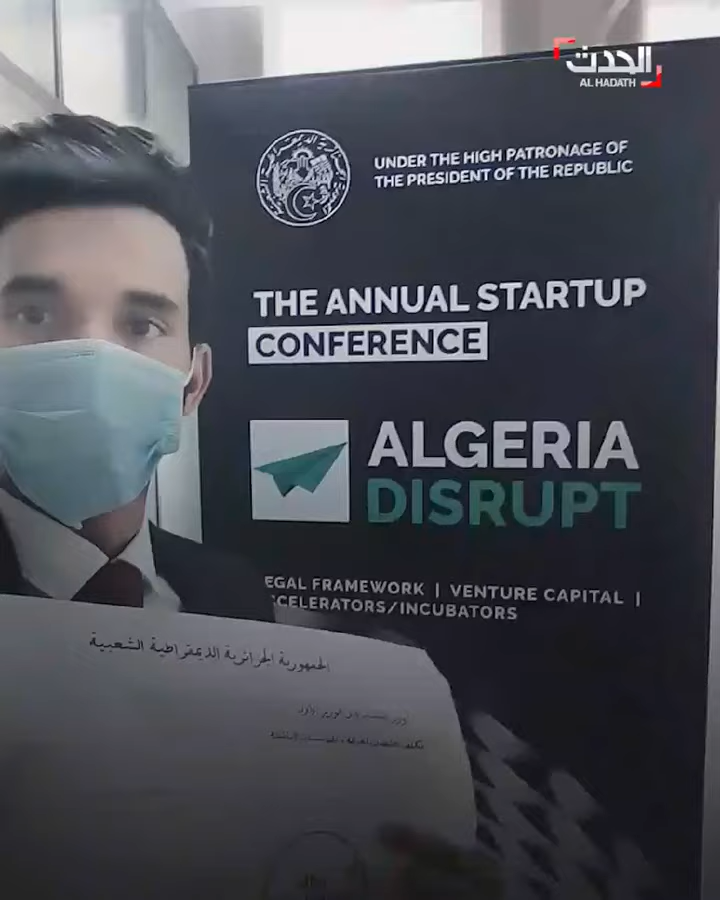 الحدث
AL HADATH
UNDER THE HIGH PATRONAGE OF
THE PRESIDENT OF THE REPUBLIC
THE ANNUAL STARTUP
CONFERENCE
ALGERIA
DISRUPT
EGAL FRAMEWORK | VENTURE CAPITAL |
CELERATORS/INCUBATORS
الجمهورية الجزائرية الديمقراطية الشعبية